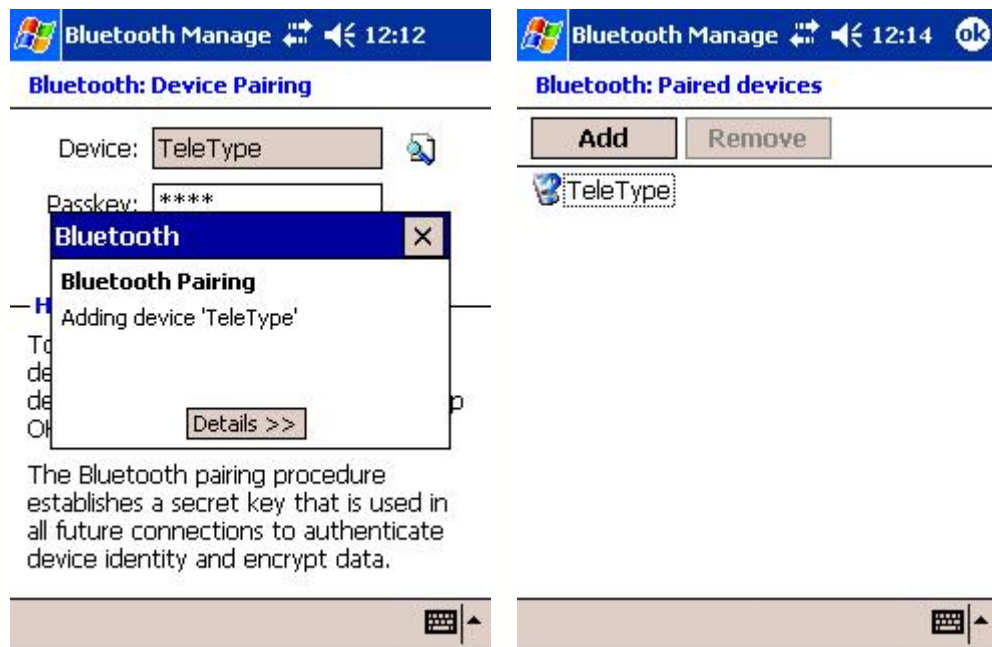 Bluetooth Manage 12:12
Bluetooth: Device Pairing
Device: TeleType
Passkey: ****
Bluetooth
Bluetooth Pairing
Adding device 'TeleType'
Details >>
The Bluetooth pairing procedure
establishes a secret key that is used in
all future connections to authenticate
device identity and encrypt data.
Bluetooth Manage 12:14 ok
Bluetooth: Paired devices
Add Remove
TeleType